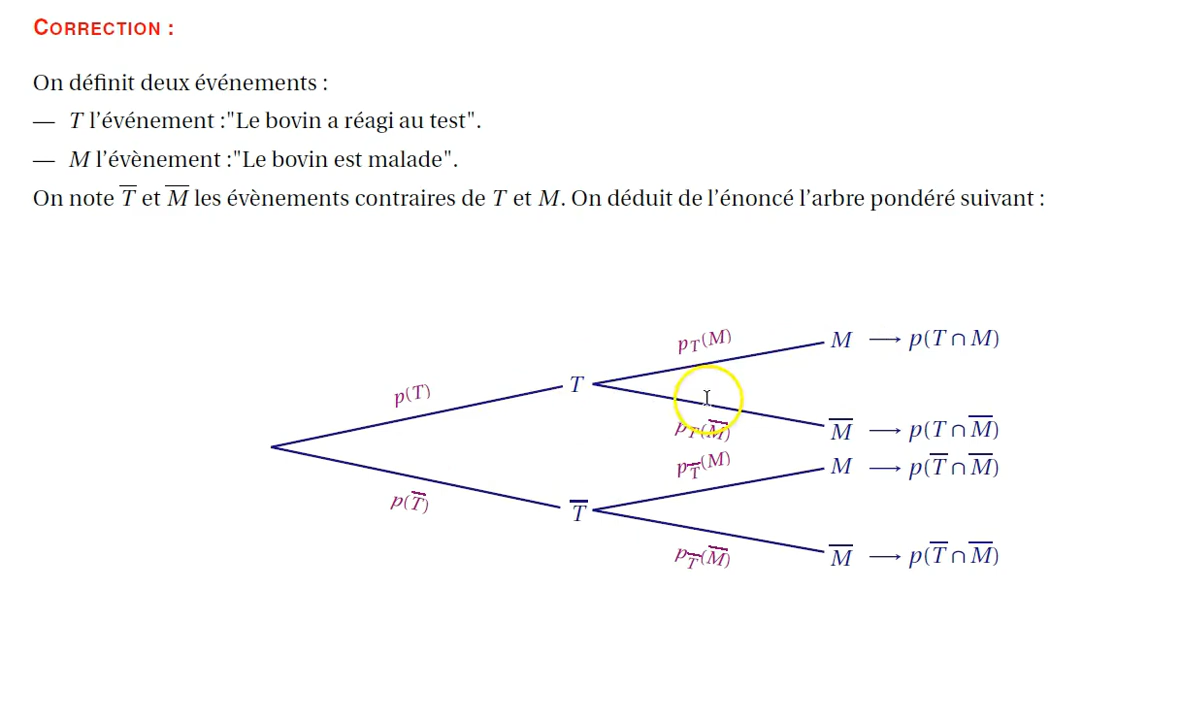 CORRECTION :
On définit deux événements :
— T l'événement :"Le bovin a réagi au test".
— M l'évènement :"Le bovin est malade".
On note T̅ et M̅ les évènements contraires de T et M. On déduit de l'énoncé l'arbre pondéré suivant :
p_T(M) M ⟶ p(T ∩ M)
p(T) T
p_T(M̅) M̅ ⟶ p(T ∩ M̅)
p_T̅(M) M ⟶ p(T̅ ∩ M̅)
p(T̅) T̅
p_T̅(M̅) M̅ ⟶ p(T̅ ∩ M̅)